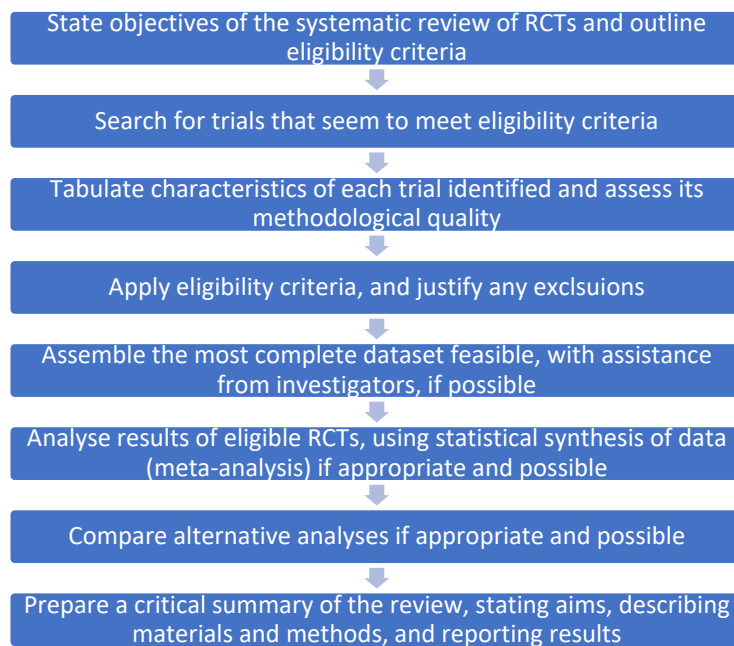 State objectives of the systematic review of RCTs and outline
eligibility criteria
Search for trials that seem to meet eligibility criteria
Tabulate characteristics of each trial identified and assess its
methodological quality
Apply eligibility criteria, and justify any exclsuions
Assemble the most complete dataset feasible, with assistance
from investigators, if possible
Analyse results of eligible RCTs, using statistical synthesis of data
(meta-analysis) if appropriate and possible
Compare alternative analyses if appropriate and possible
Prepare a critical summary of the review, stating aims, describing
materials and methods, and reporting results